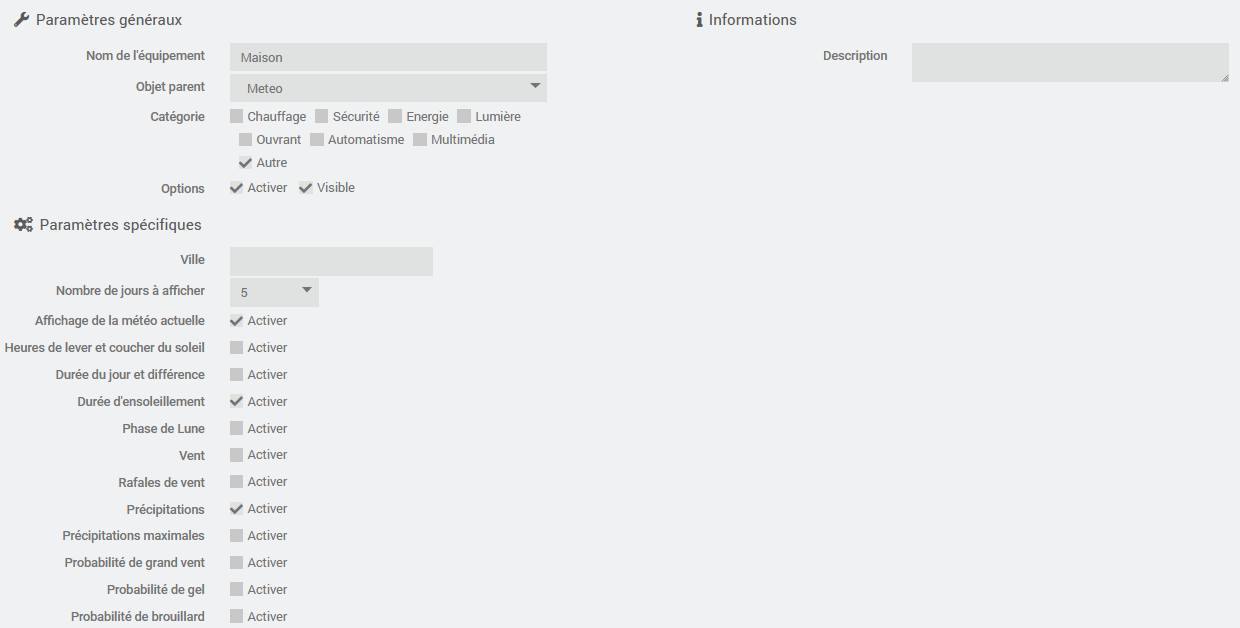 Paramètres généraux
Informations
Nom de l'équipement Maison
Description
Objet parent Meteo
Catégorie Chauffage Sécurité Energie Lumière
Ouvrant Automatisme Multimédia
Autre
Options Activer Visible
Paramètres spécifiques
Ville
Nombre de jours à afficher 5
Affichage de la météo actuelle Activer
Heures de lever et coucher du soleil Activer
Durée du jour et différence Activer
Durée d'ensoleillement Activer
Phase de Lune Activer
Vent Activer
Rafales de vent Activer
Précipitations Activer
Précipitations maximales Activer
Probabilité de grand vent Activer
Probabilité de gel Activer
Probabilité de brouillard Activer